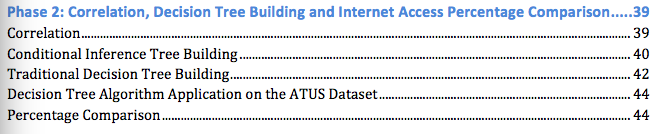 Phase 2: Correlation, Decision Tree Building and Internet Access Percentage Comparison.....39
Correlation.......................................................................................................................................... 39
Conditional Inference Tree Building.................................................................................................. 40
Traditional Decision Tree Building..................................................................................................... 42
Decision Tree Algorithm Application on the ATUS Dataset............................................................... 44
Percentage Comparison...................................................................................................................... 44